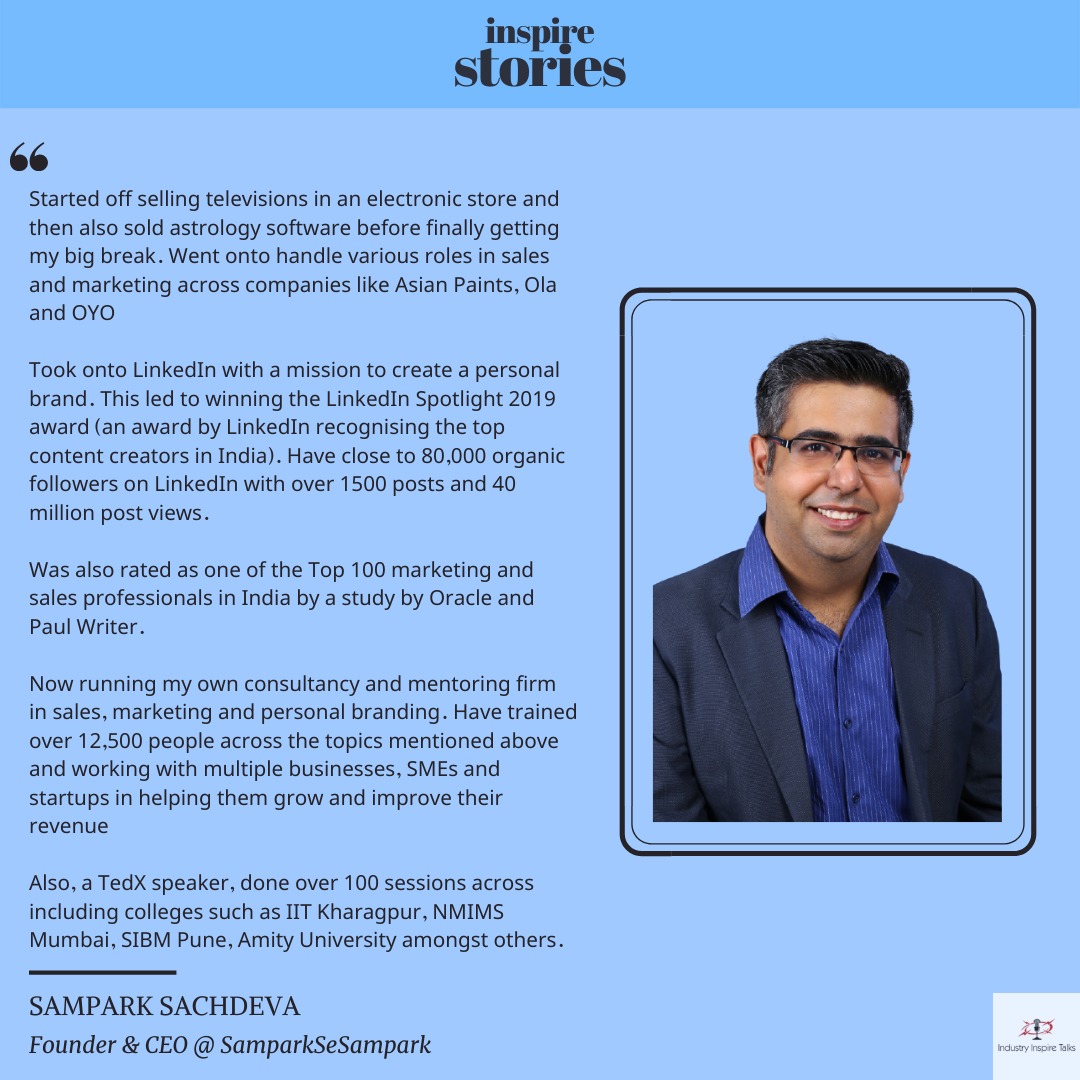 inspire
stories
“
Started off selling televisions in an electronic store and
then also sold astrology software before finally getting
my big break. Went onto handle various roles in sales
and marketing across companies like Asian Paints, Ola
and OYO
Took onto LinkedIn with a mission to create a personal
brand. This led to winning the LinkedIn Spotlight 2019
award (an award by LinkedIn recognising the top
content creators in India). Have close to 80,000 organic
followers on LinkedIn with over 1500 posts and 40
million post views.
Was also rated as one of the Top 100 marketing and
sales professionals in India by a study by Oracle and
Paul Writer.
Now running my own consultancy and mentoring firm
in sales, marketing and personal branding. Have trained
over 12,500 people across the topics mentioned above
and working with multiple businesses, SMEs and
startups in helping them grow and improve their
revenue
Also, a TedX speaker, done over 100 sessions across
including colleges such as IIT Kharagpur, NMIMS
Mumbai, SIBM Pune, Amity University amongst others.
SAMPARK SACHDEVA
Founder & CEO @ SamparkSeSampark
Industry Inspire Talks